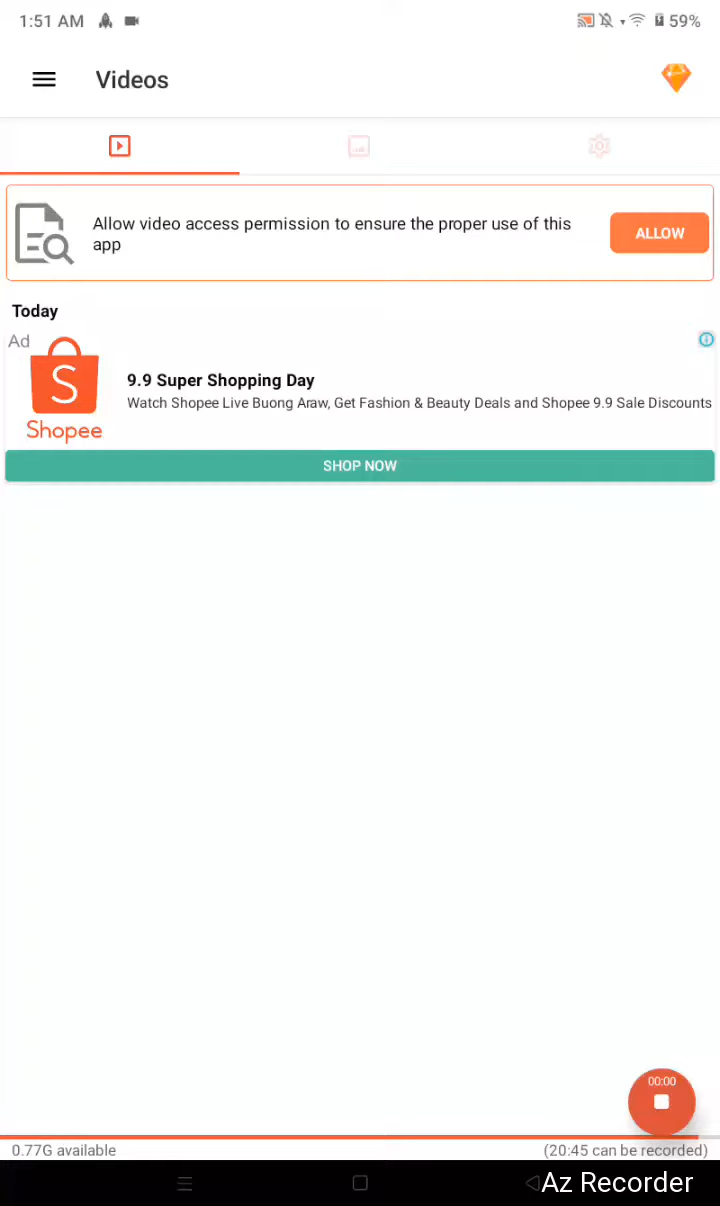 1:51 AM 59%
Videos
Allow video access permission to ensure the proper use of this
app
ALLOW
Today
Ad
S
Shopee
9.9 Super Shopping Day
Watch Shopee Live Buong Araw, Get Fashion & Beauty Deals and Shopee 9.9 Sale Discounts
SHOP NOW
00:00
0.77G available (20:45 can be recorded)
Az Recorder